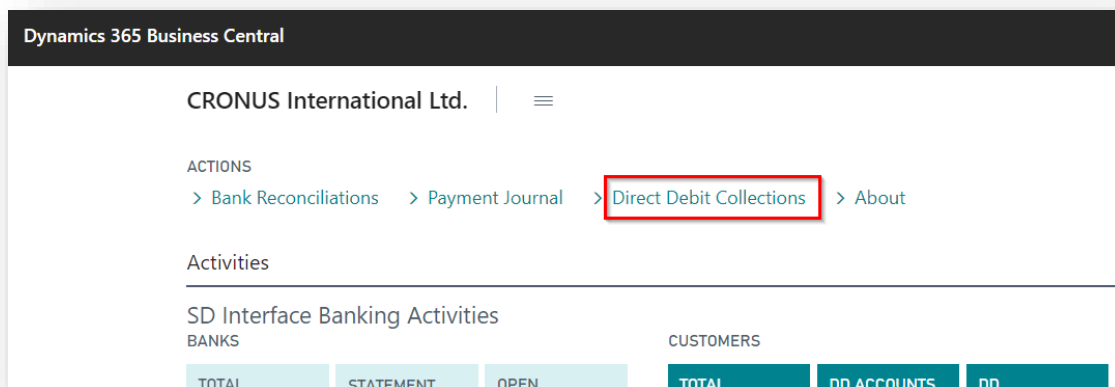 Dynamics 365 Business Central
CRONUS International Ltd.
ACTIONS
> Bank Reconciliations > Payment Journal > Direct Debit Collections > About
Activities
SD Interface Banking Activities
BANKS CUSTOMERS
TOTAL STATEMENT OPEN TOTAL DD ACCOUNTS DD